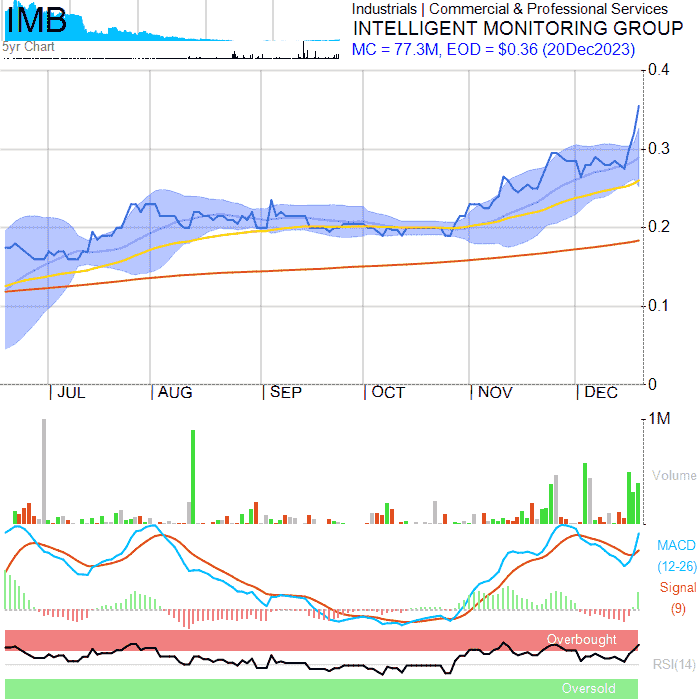 IMB
5yr Chart
Industrials | Commercial & Professional Services
INTELLIGENT MONITORING GROUP
MC = 77.3M, EOD = $0.36 (20Dec2023)
0.4
0.3
0.2
0.1
0
JUL AUG SEP OCT NOV DEC
1M
Volume
MACD
(12-26)
Signal
(9)
Overbought
RSI(14)
Oversold